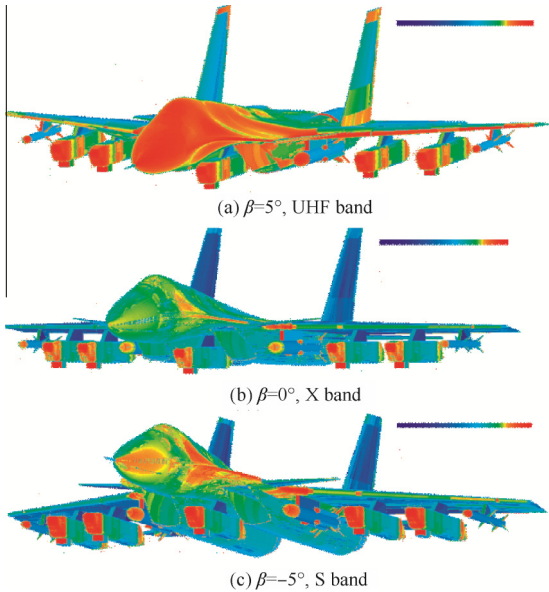 (a) β=5°, UHF band
(b) β=0°, X band
(c) β=−5°, S band